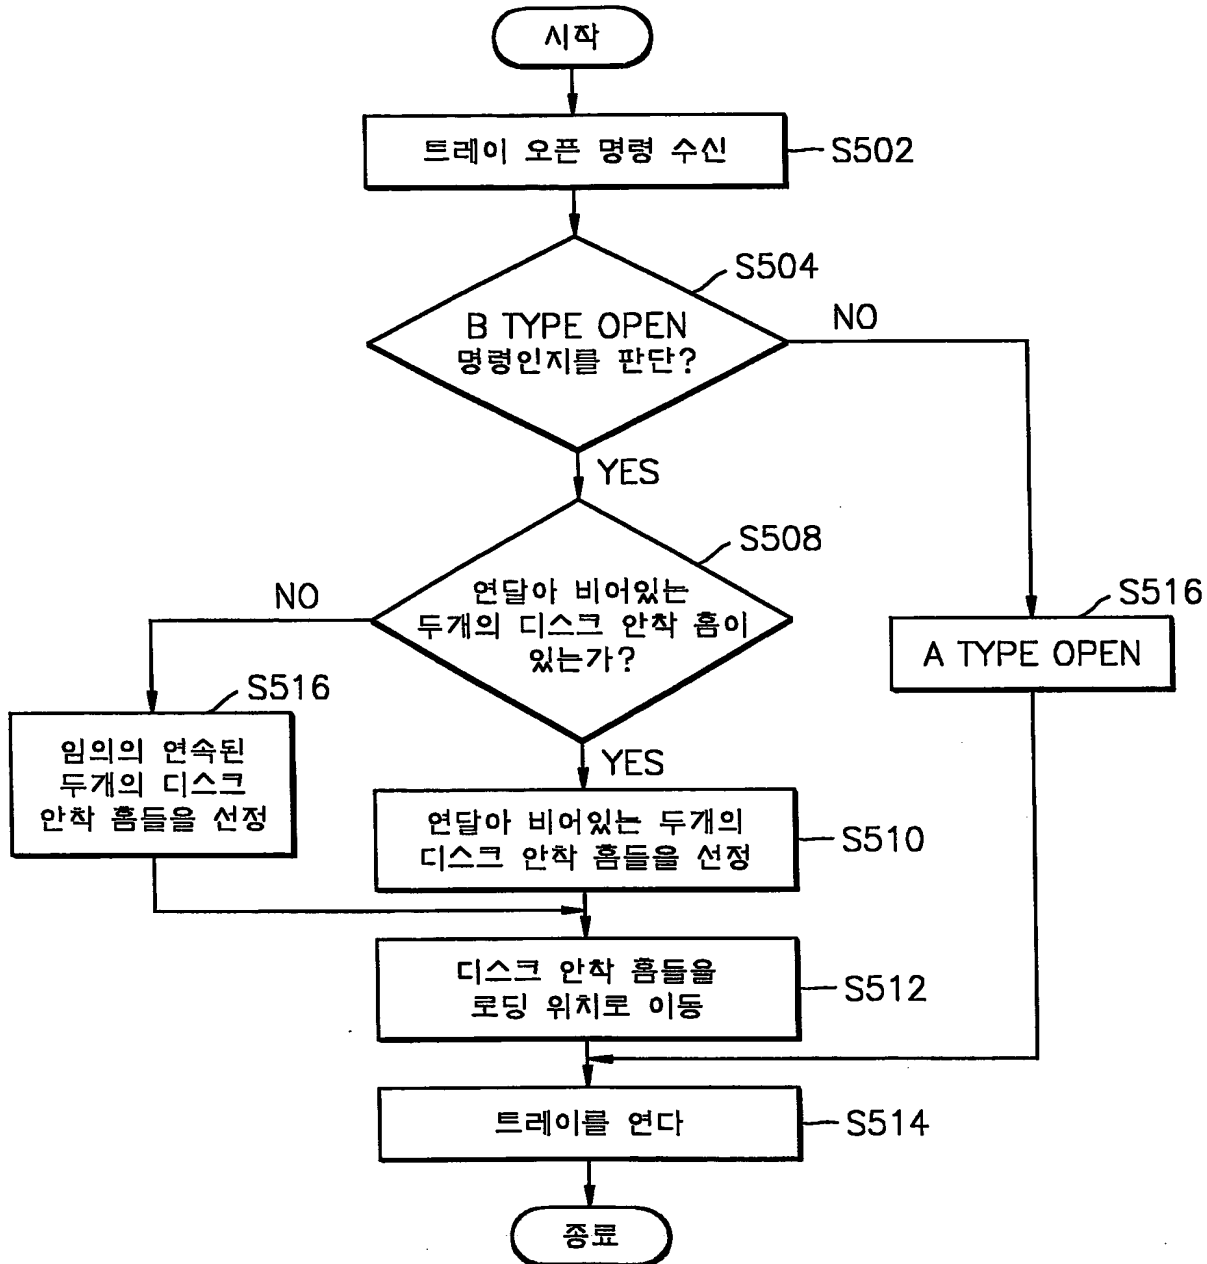 시작
트레이 오픈 명령 수신
S502
S504
B TYPE OPEN
명령인지를 판단?
NO
YES
S508
연달아 비어있는
두개의 디스크 안착 홈이
있는가?
NO
S516
A TYPE OPEN
S516
임의의 연속된
두개의 디스크
안착 홈들을 선정
YES
연달아 비어있는 두개의
디스크 안착 홈들을 선정
S510
디스크 안착 홈들을
로딩 위치로 이동
S512
트레이를 연다
S514
종료